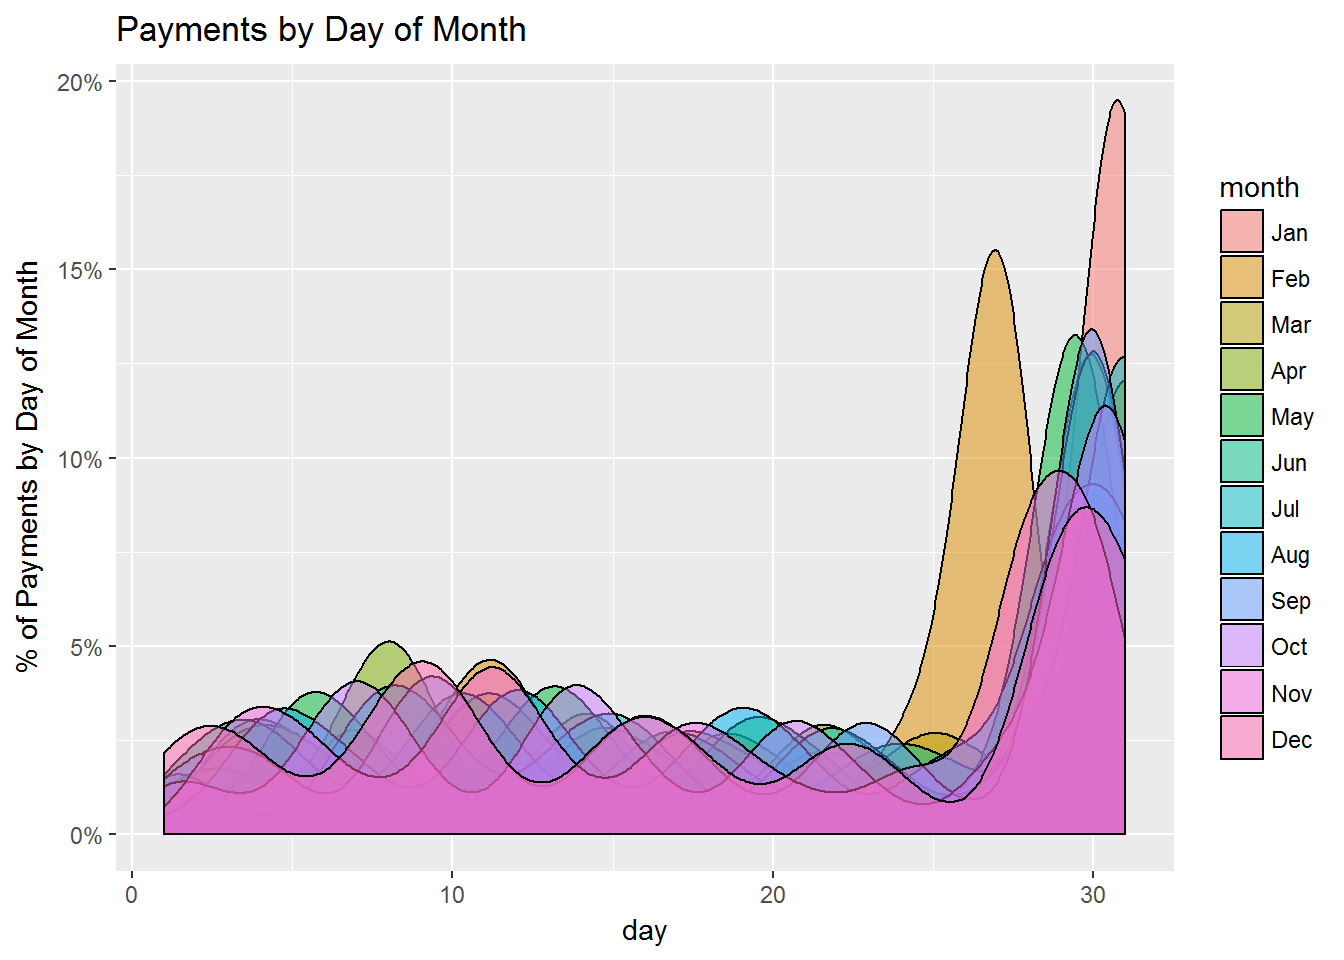 Payments by Day of Month
% of Payments by Day of Month
20%
15%
10%
5%
0%
0
10
20
30
day
month
Jan
Feb
Mar
Apr
May
Jun
Jul
Aug
Sep
Oct
Nov
Dec